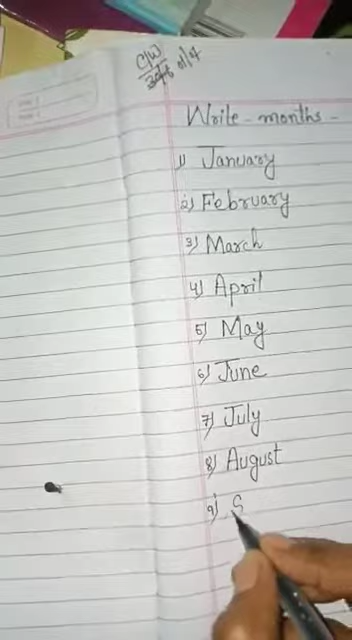 C/W
Write - months -
1) January
2) February
3) March
4) April
5) May
6) June
7) July
8) August
9) S